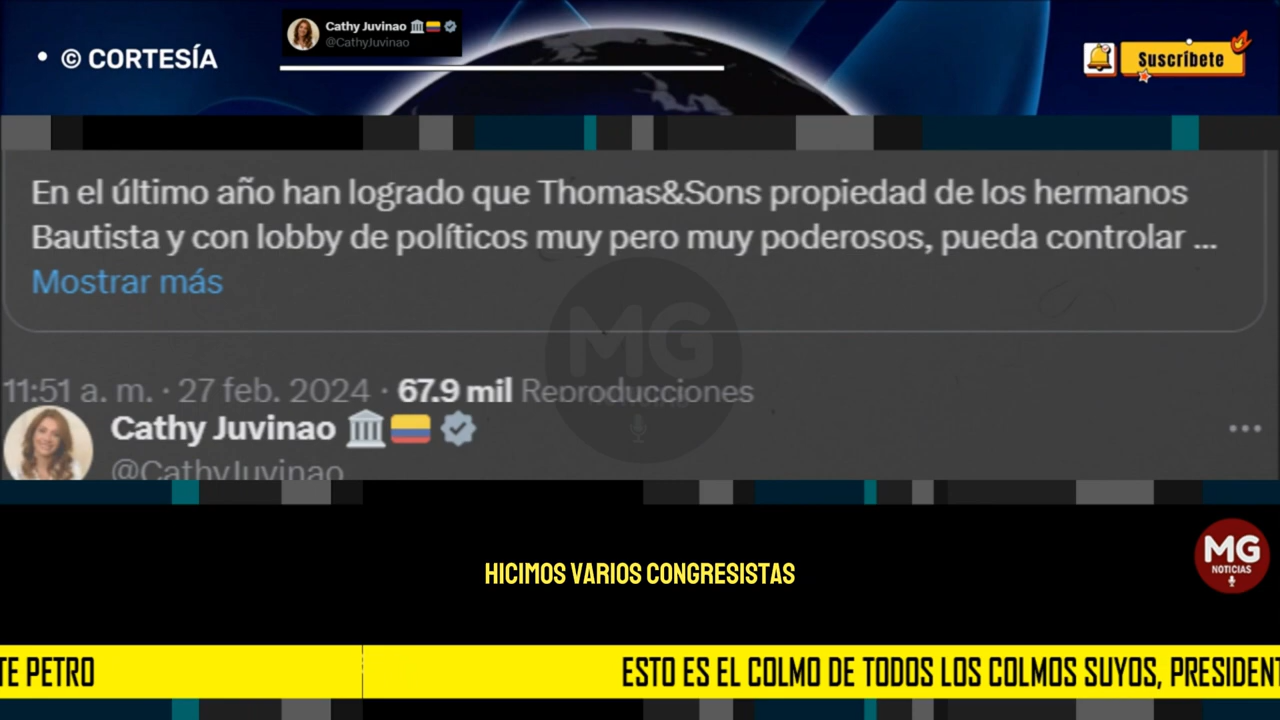 • © CORTESÍA
Cathy Juvinao 🏛️🇨🇴
@CathyJuvinao
Suscríbete
En el último año han logrado que Thomas&Sons propiedad de los hermanos
Bautista y con lobby de políticos muy pero muy poderosos, pueda controlar ...
Mostrar más
MG
11:51 a. m. · 27 feb. 2024 · 67.9 mil Reproducciones
Cathy Juvinao 🏛️🇨🇴
@CathyJuvinao
HICIMOS VARIOS CONGRESISTAS
MG
NOTICIAS
TE PETRO
ESTO ES EL COLMO DE TODOS LOS COLMOS SUYOS, PRESIDENT